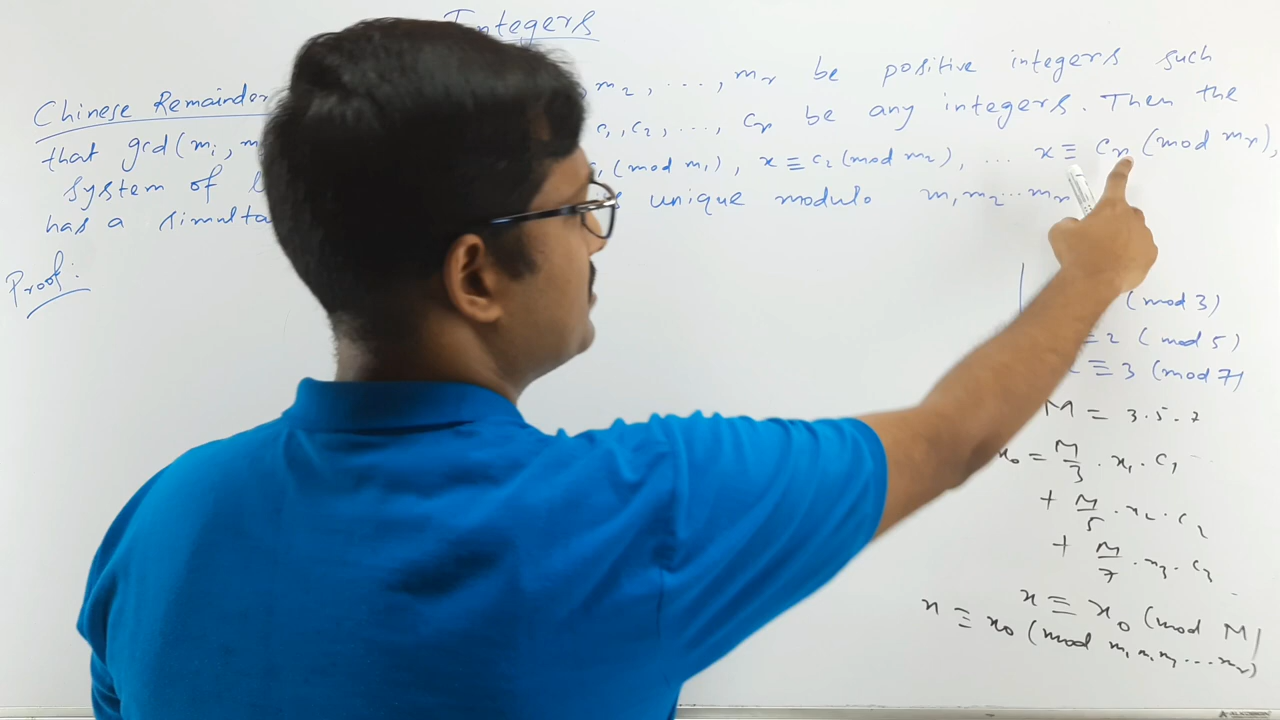 Integers
Chinese Remainder m₂, ..., mᵣ be positive integers such
that gcd(mᵢ, m c₁, c₂, ..., cᵣ be any integers. Then the
system of (mod m₁), x ≡ c₂ (mod m₂), ... x ≡ cᵣ (mod mᵣ),
has a simulta unique modulo m₁m₂...mᵣ
Proof:
(mod 3)
≡ 2 (mod 5)
≡ 3 (mod 7)
M = 3.5.7
x₀ = M/3 . x₁ . c₁
+ M/5 . x₂ . c₂
+ M/7 . x₃ . c₃
x ≡ x₀ (mod M)
x ≡ x₀ (mod m₁m₂m₃...mᵣ)